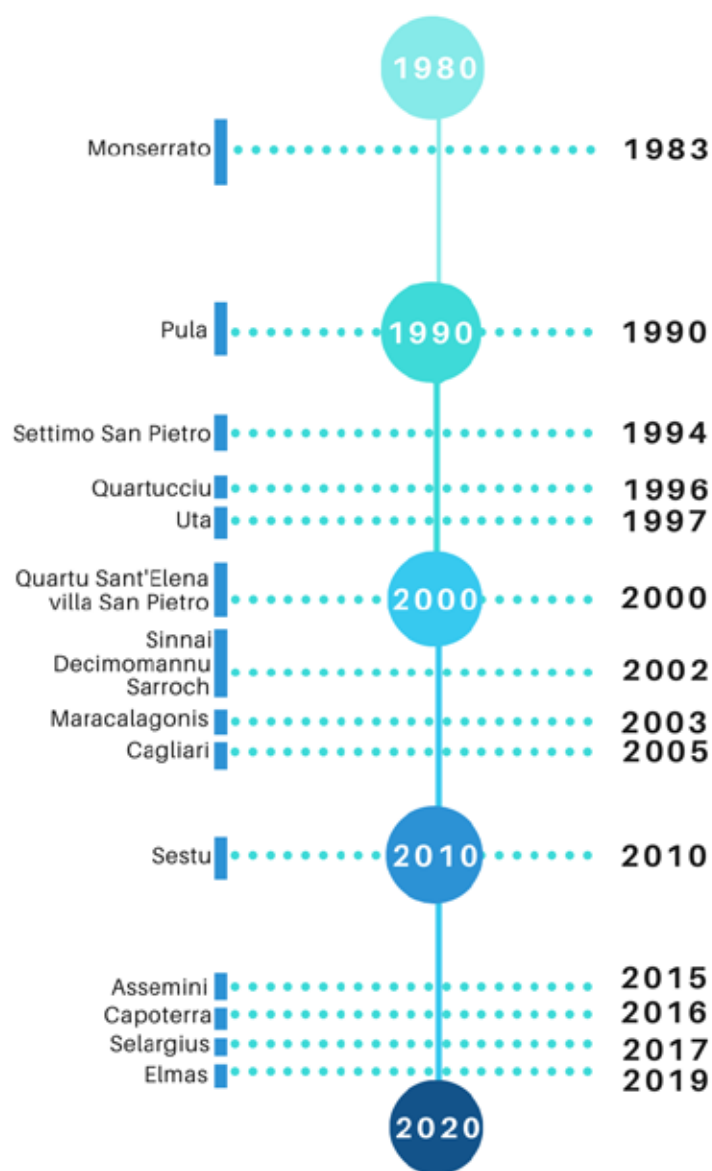 1980
Monserrato 1983
Pula 1990 1990
Settimo San Pietro 1994
Quartucciu 1996
Uta 1997
Quartu Sant'Elena
villa San Pietro 2000 2000
Sinnai
Decimomannu 2002
Sarroch
Maracalagonis 2003
Cagliari 2005
Sestu 2010 2010
Assemini 2015
Capoterra 2016
Selargius 2017
Elmas 2019
2020